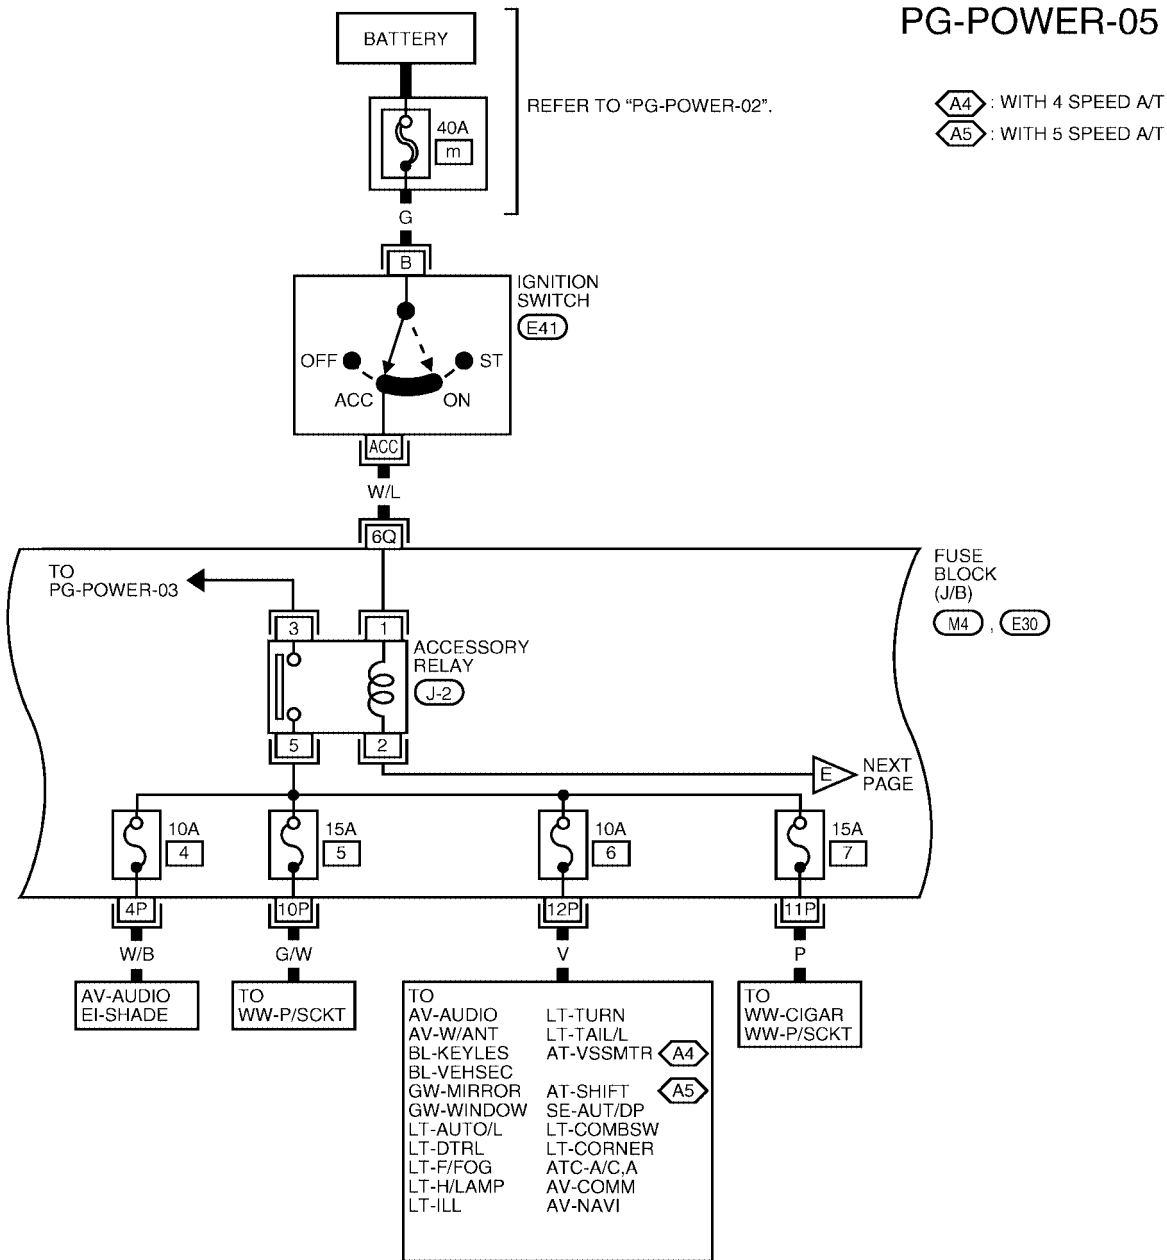 PG-POWER-05
BATTERY
REFER TO "PG-POWER-02".
A4 : WITH 4 SPEED A/T
A5 : WITH 5 SPEED A/T
40A
m
G
B
IGNITION
SWITCH
E41
OFF
ST
ACC
ON
ACC
W/L
6Q
TO
PG-POWER-03
FUSE
BLOCK
(J/B)
M4 , E30
3
1
ACCESSORY
RELAY
J-2
5
2
E
NEXT
PAGE
10A
4
15A
5
10A
6
15A
7
4P
10P
12P
11P
W/B
G/W
V
P
AV-AUDIO
EI-SHADE
TO
WW-P/SCKT
TO
AV-AUDIO
AV-W/ANT
BL-KEYLES
BL-VEHSEC
GW-MIRROR
GW-WINDOW
LT-AUTO/L
LT-DTRL
LT-F/FOG
LT-H/LAMP
LT-ILL
LT-TURN
LT-TAIL/L
AT-VSSMTR A4
AT-SHIFT A5
SE-AUT/DP
LT-COMBSW
LT-CORNER
ATC-A/C,A
AV-COMM
AV-NAVI
TO
WW-CIGAR
WW-P/SCKT